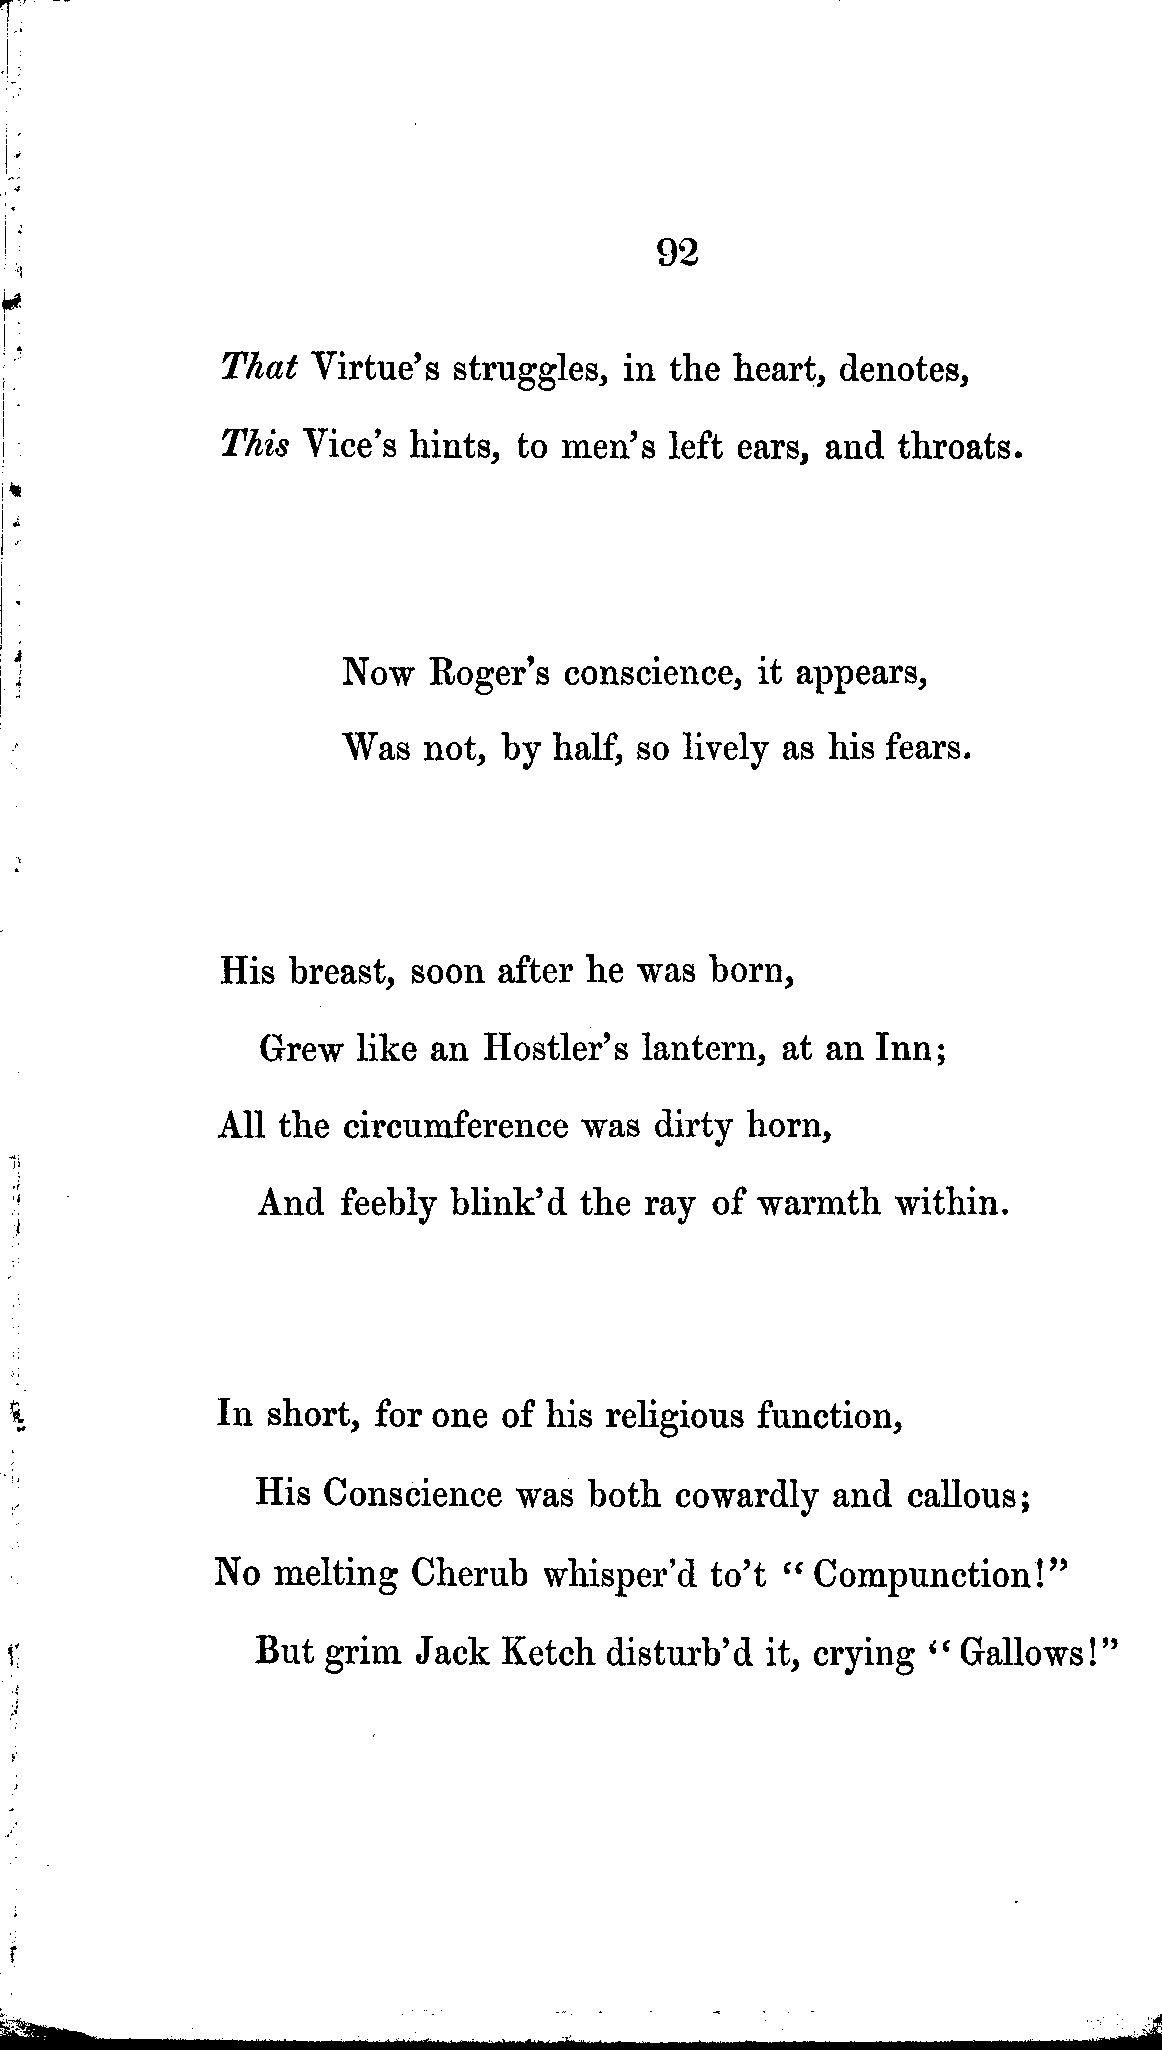 92
That Virtue's struggles, in the heart, denotes,
This Vice's hints, to men's left ears, and throats.
Now Roger's conscience, it appears,
Was not, by half, so lively as his fears.
His breast, soon after he was born,
Grew like an Hostler's lantern, at an Inn;
All the circumference was dirty horn,
And feebly blink'd the ray of warmth within.
In short, for one of his religious function,
His Conscience was both cowardly and callous;
No melting Cherub whisper'd to't “Compunction!”
But grim Jack Ketch disturb'd it, crying “Gallows!”